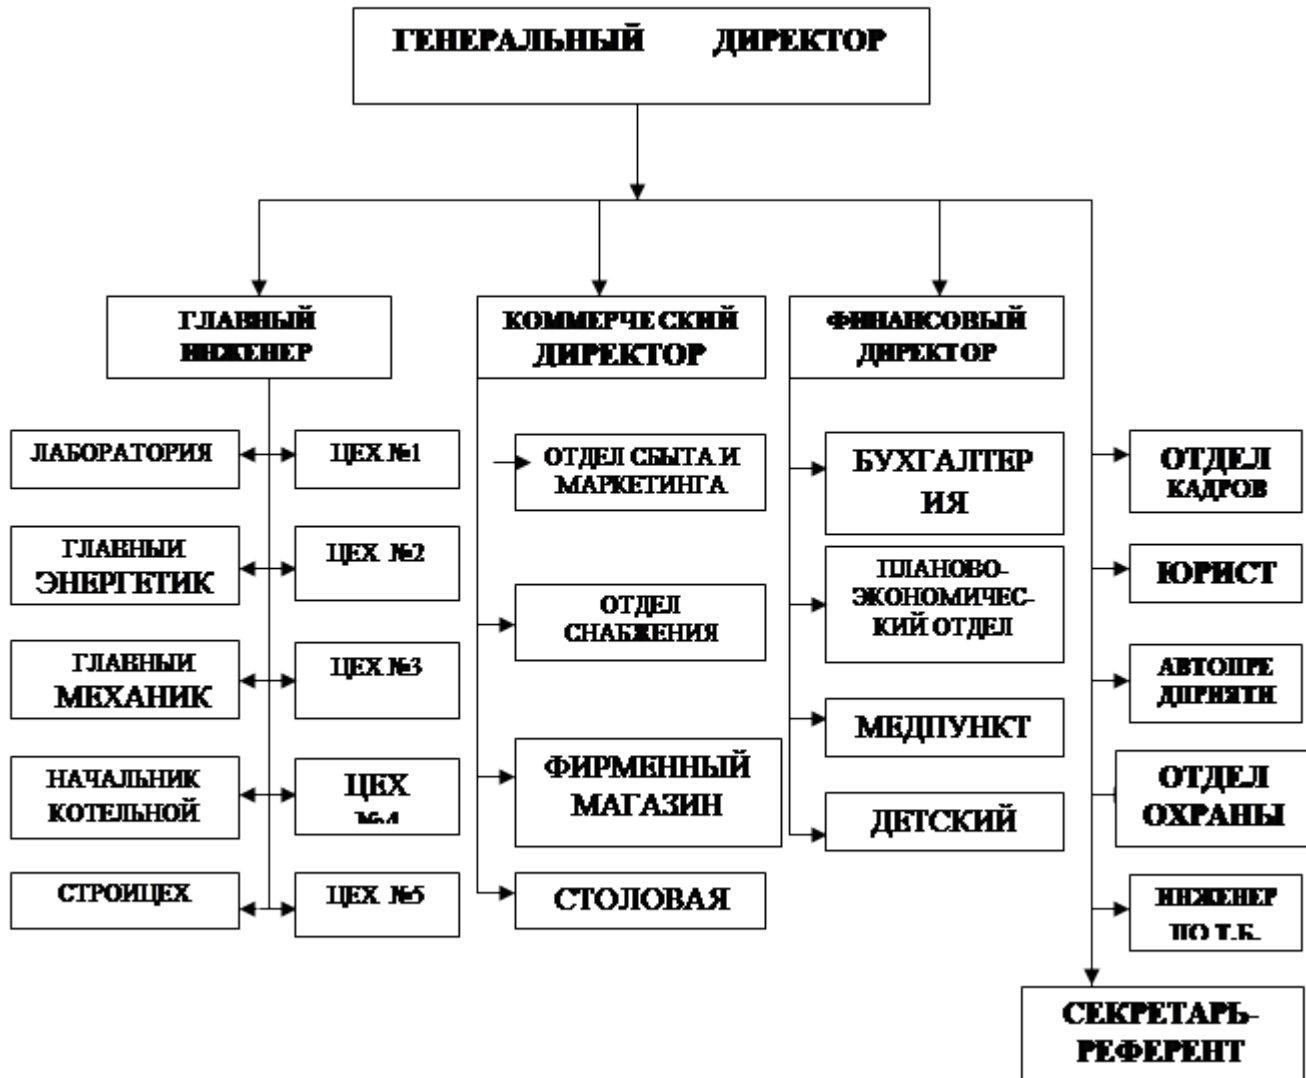 ГЕНЕРАЛЬНЫЙ ДИРЕКТОР
ГЛАВНЫЙ
ИНЖЕНЕР
КОММЕРЧЕСКИЙ
ДИРЕКТОР
ФИНАНСОВЫЙ
ДИРЕКТОР
ЛАБОРАТОРИЯ
ЦЕХ №1
ГЛАВНЫЙ
ЭНЕРГЕТИК
ЦЕХ №2
ГЛАВНЫЙ
МЕХАНИК
ЦЕХ №3
НАЧАЛЬНИК
КОТЕЛЬНОЙ
ЦЕХ
№4
СТРОЙЦЕХ
ЦЕХ №5
ОТДЕЛ СБЫТА И
МАРКЕТИНГА
ОТДЕЛ
СНАБЖЕНИЯ
ФИРМЕННЫЙ
МАГАЗИН
СТОЛОВАЯ
БУХГАЛТЕР
ИЯ
ПЛАНОВО-
ЭКОНОМИЧЕС-
КИЙ ОТДЕЛ
МЕДПУНКТ
ДЕТСКИЙ
ОТДЕЛ
КАДРОВ
ЮРИСТ
АВТОПРЕ
ДПРИЯТИ
ОТДЕЛ
ОХРАНЫ
ИНЖЕНЕР
ПО Т.Б.
СЕКРЕТАРЬ-
РЕФЕРЕНТ